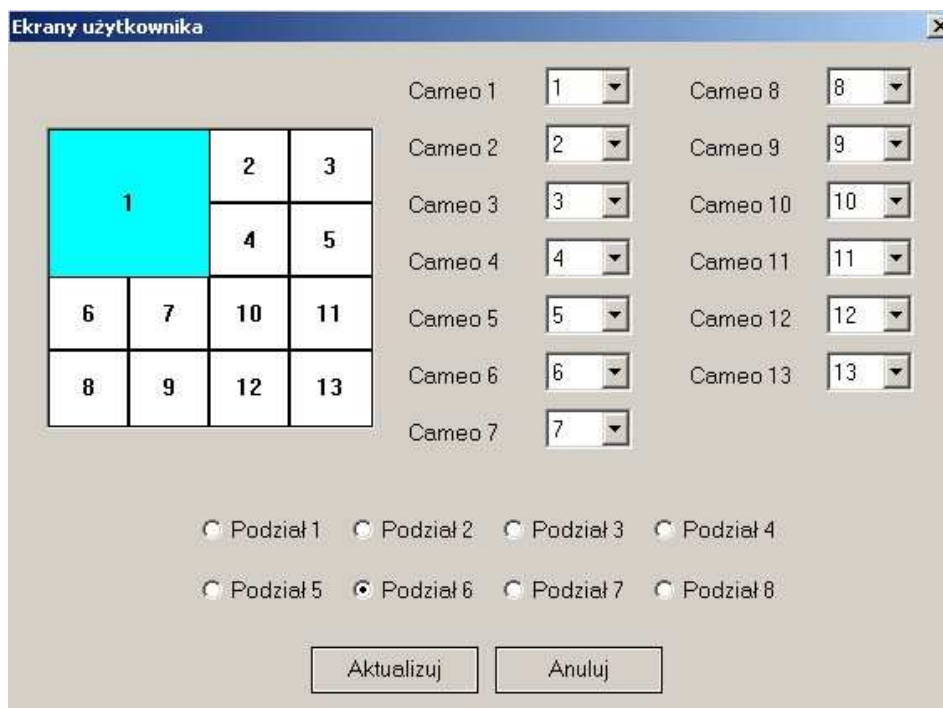 Ekrany użytkownika
Cameo 1 1 Cameo 8 8
2 3
Cameo 2 2 Cameo 9 9
1
Cameo 3 3 Cameo 10 10
4 5
Cameo 4 4 Cameo 11 11
6 7 10 11
Cameo 5 5 Cameo 12 12
8 9 12 13
Cameo 6 6 Cameo 13 13
Cameo 7 7
Podział 1 Podział 2 Podział 3 Podział 4
Podział 5 Podział 6 Podział 7 Podział 8
Aktualizuj Anuluj